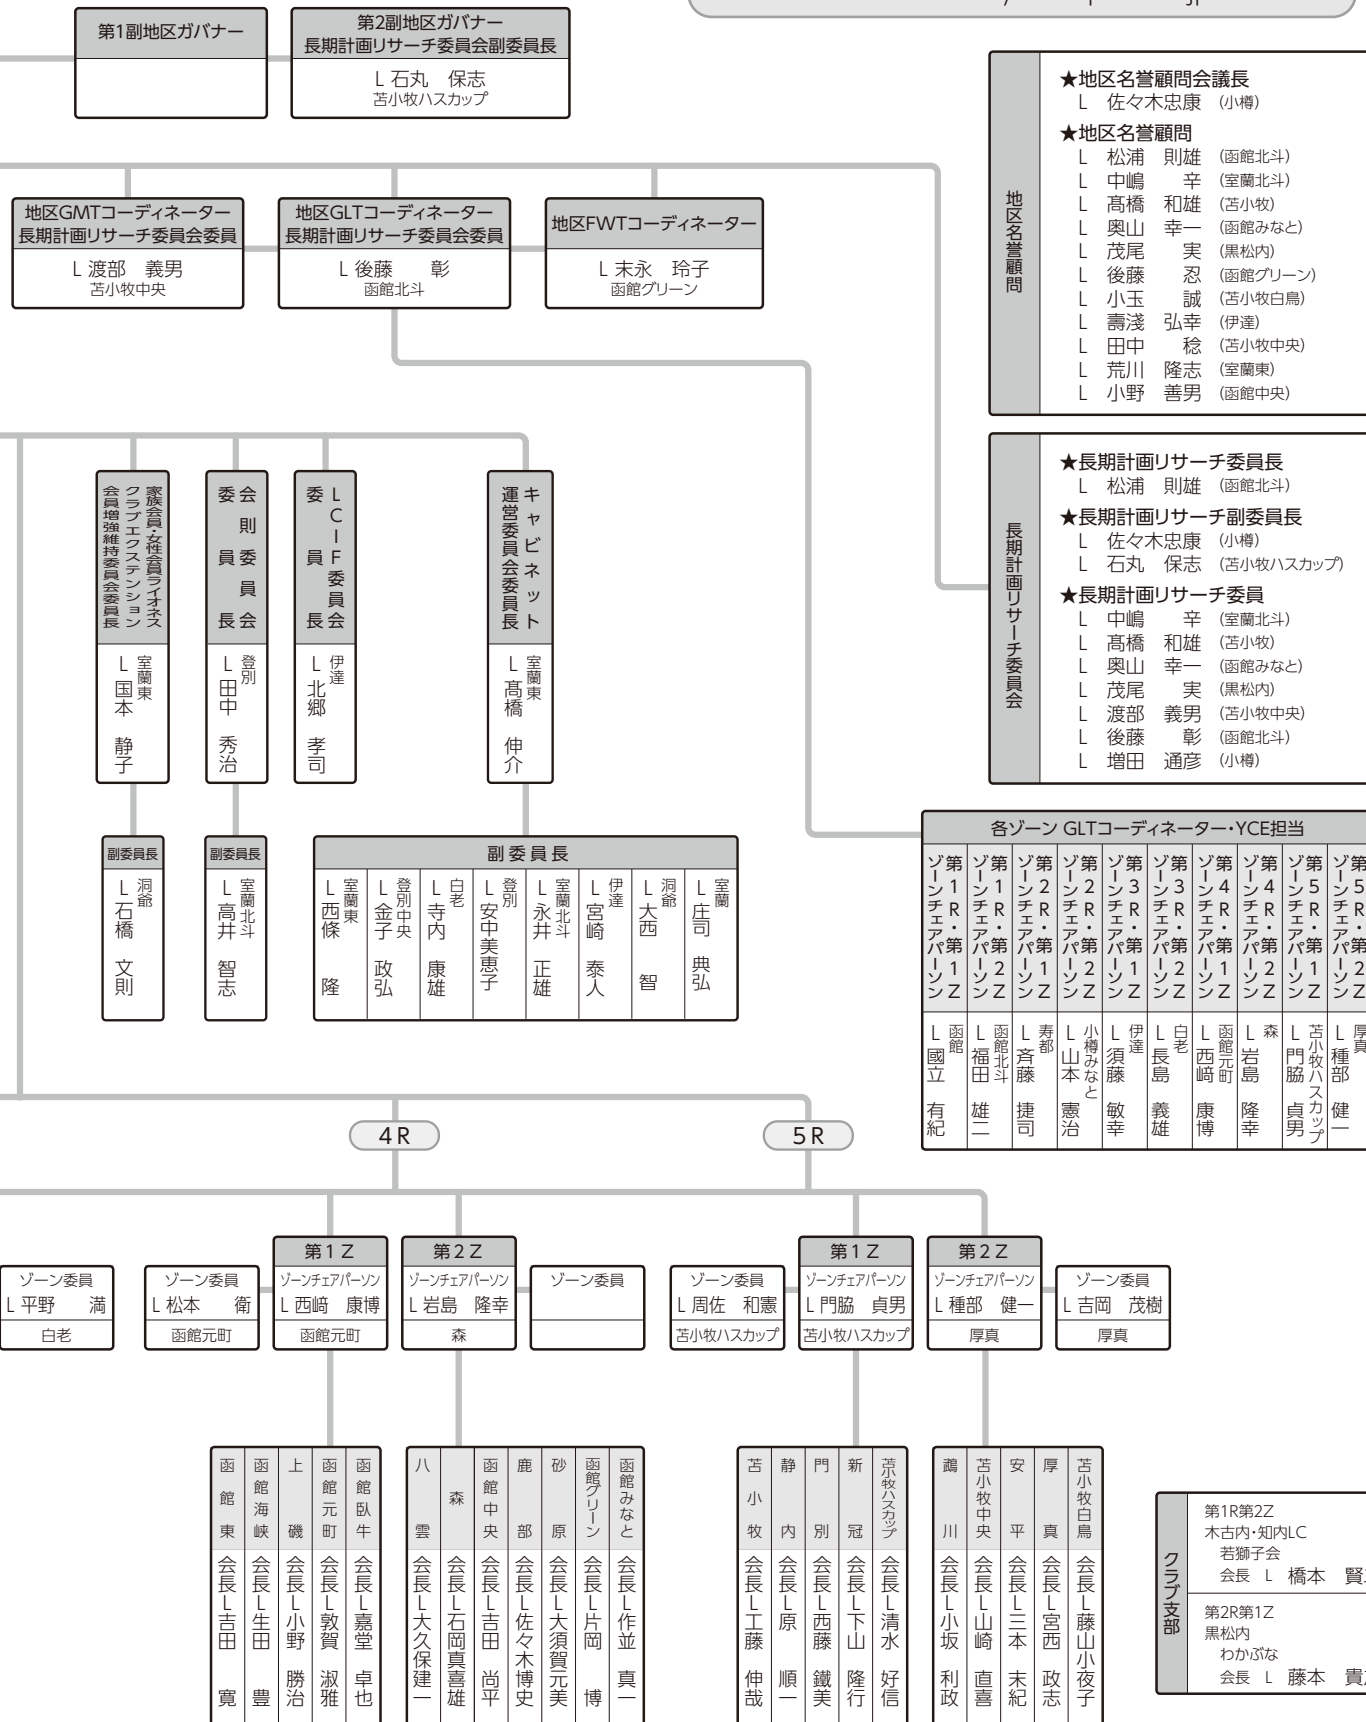 第1副地区ガバナー
第2副地区ガバナー
長期計画リサーチ委員会副委員長
L 石丸　保志
苫小牧ハスカップ
地区GMTコーディネーター
長期計画リサーチ委員会委員
L 渡部　義男
苫小牧中央
地区GLTコーディネーター
長期計画リサーチ委員会委員
L 後藤　　彰
函館北斗
地区FWTコーディネーター
L 末永　玲子
函館グリーン
地区名誉顧問
★地区名誉顧問会議長
L　佐々木忠康　(小樽)
★地区名誉顧問
L　松浦　則雄　(函館北斗)
L　中嶋　　辛　(室蘭北斗)
L　髙橋　和雄　(苫小牧)
L　奥山　幸一　(函館みなと)
L　茂尾　　実　(黒松内)
L　後藤　　忍　(函館グリーン)
L　小玉　　誠　(苫小牧白鳥)
L　壽淺　弘幸　(伊達)
L　田中　　稔　(苫小牧中央)
L　荒川　隆志　(室蘭東)
L　小野　善男　(函館中央)
長期計画リサーチ委員会
★長期計画リサーチ委員長
L　松浦　則雄　(函館北斗)
★長期計画リサーチ副委員長
L　佐々木忠康　(小樽)
L　石丸　保志　(苫小牧ハスカップ)
★長期計画リサーチ委員
L　中嶋　　辛　(室蘭北斗)
L　髙橋　和雄　(苫小牧)
L　奥山　幸一　(函館みなと)
L　茂尾　　実　(黒松内)
L　渡部　義男　(苫小牧中央)
L　後藤　　彰　(函館北斗)
L　増田　通彦　(小樽)
家族会員・女性会員ライオネス
クラブエクステンション
会員増強維持委員会委員長
室蘭東
L 国本　静子
会則委員会
委員長
登別
L 田中　秀治
LCIF委員会
委員長
伊達
L 北郷　孝司
キャビネット
運営委員会委員長
室蘭東
L 髙橋　伸介
副委員長
洞爺
L 石橋　文則
副委員長
室蘭北斗
L 高井　智志
副委員長
室蘭東
L 西條　　隆
登別中央
L 金子　政弘
白老
L 寺内　康雄
登別
L 安中美恵子
室蘭北斗
L 永井　正雄
伊達
L 宮崎　泰人
洞爺
L 大西　　智
室蘭
L 庄司　典弘
各ゾーン GLTコーディネーター・YCE担当
第1R・第1Z
ゾーンチェアパーソン
函館
L 國立　有紀
第1R・第2Z
ゾーンチェアパーソン
函館北斗
L 福田　雄二
第2R・第1Z
ゾーンチェアパーソン
寿都
L 斉藤　捷司
第2R・第2Z
ゾーンチェアパーソン
小樽みなと
L 山本　憲治
第3R・第1Z
ゾーンチェアパーソン
伊達
L 須藤　敏幸
第3R・第2Z
ゾーンチェアパーソン
白老
L 長島　義雄
第4R・第1Z
ゾーンチェアパーソン
函館元町
L 西﨑　康博
第4R・第2Z
ゾーンチェアパーソン
森
L 岩島　隆幸
第5R・第1Z
ゾーンチェアパーソン
苫小牧ハスカップ
L 門脇　貞男
第5R・第2Z
ゾーンチェアパーソン
厚真
L 種部　健一
4R
5R
ゾーン委員
L 平野　　満
白老
ゾーン委員
L 松本　　衛
函館元町
第1Z
ゾーンチェアパーソン
L 西﨑　康博
函館元町
第2Z
ゾーンチェアパーソン
L 岩島　隆幸
森
ゾーン委員
ゾーン委員
L 周佐　和憲
苫小牧ハスカップ
第1Z
ゾーンチェアパーソン
L 門脇　貞男
苫小牧ハスカップ
第2Z
ゾーンチェアパーソン
L 種部　健一
厚真
ゾーン委員
L 吉岡　茂樹
厚真
函館東
会長L吉田　　寛
函館海峡
会長L生田　　豊
上磯
会長L小野　勝治
函館元町
会長L敦賀　淑雅
函館臥牛
会長L嘉堂　卓也
八雲
会長L大久保建一
森
会長L石岡真喜雄
函館中央
会長L吉田　尚平
鹿部
会長L佐々木博史
砂原
会長L大須賀元美
函館グリーン
会長L片岡　　博
函館みなと
会長L作並　真一
苫小牧
会長L工藤　伸哉
静内
会長L原　　順一
門別
会長L西藤　鐵美
新冠
会長L下山　隆行
苫小牧ハスカップ
会長L清水　好信
鵡川
会長L小坂　利政
苫小牧中央
会長L山崎　直喜
安平
会長L三本　末紀
厚真
会長L宮西　政志
苫小牧白鳥
会長L藤山小夜子
クラブ支部
第1R第2Z
木古内・知内LC
若獅子会
会長　L　橋本　賢
第2R第1Z
黒松内
わかぶな
会長　L　藤本　貴